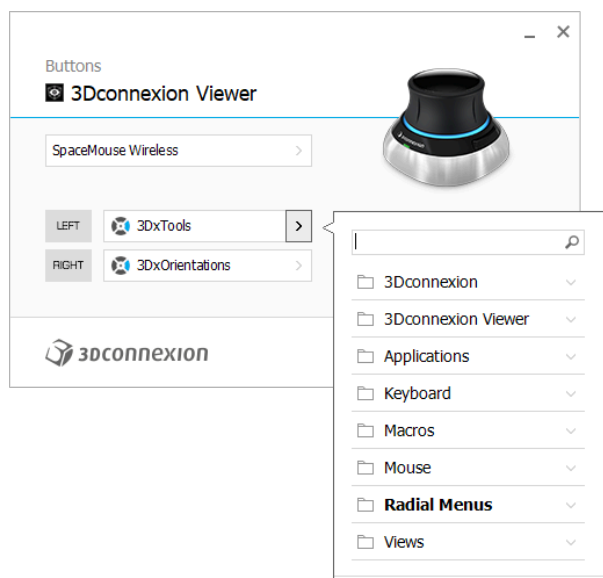 Buttons
3Dconnexion Viewer
SpaceMouse Wireless
LEFT 3DxTools
RIGHT 3DxOrientations
3Dconnexion
3Dconnexion
3Dconnexion Viewer
Applications
Keyboard
Macros
Mouse
Radial Menus
Views